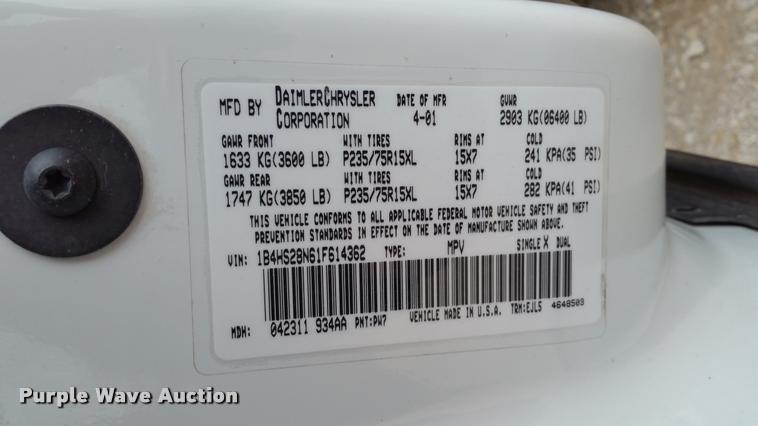 MFD BY DAIMLERCHRYSLER CORPORATION DATE OF MFR 4-01 GVWR 2903 KG(06400 LB)
GAWR FRONT WITH TIRES RIMS AT COLD
1633 KG(3600 LB) P235/75R15XL 15X7 241 KPA(35 PSI)
GAWR REAR WITH TIRES RIMS AT COLD
1747 KG(3850 LB) P235/75R15XL 15X7 282 KPA(41 PSI)
THIS VEHICLE CONFORMS TO ALL APPLICABLE FEDERAL MOTOR VEHICLE SAFETY AND THEFT
PREVENTION STANDARDS IN EFFECT ON THE DATE OF MANUFACTURE SHOWN ABOVE.
VIN: 1B4HS28N61F614362 TYPE: MPV SINGLE X DUAL
MDH: 042311 934AA PNT:PW7 VEHICLE MADE IN U.S.A. TRM:EJL5 4648503
Purple Wave Auction